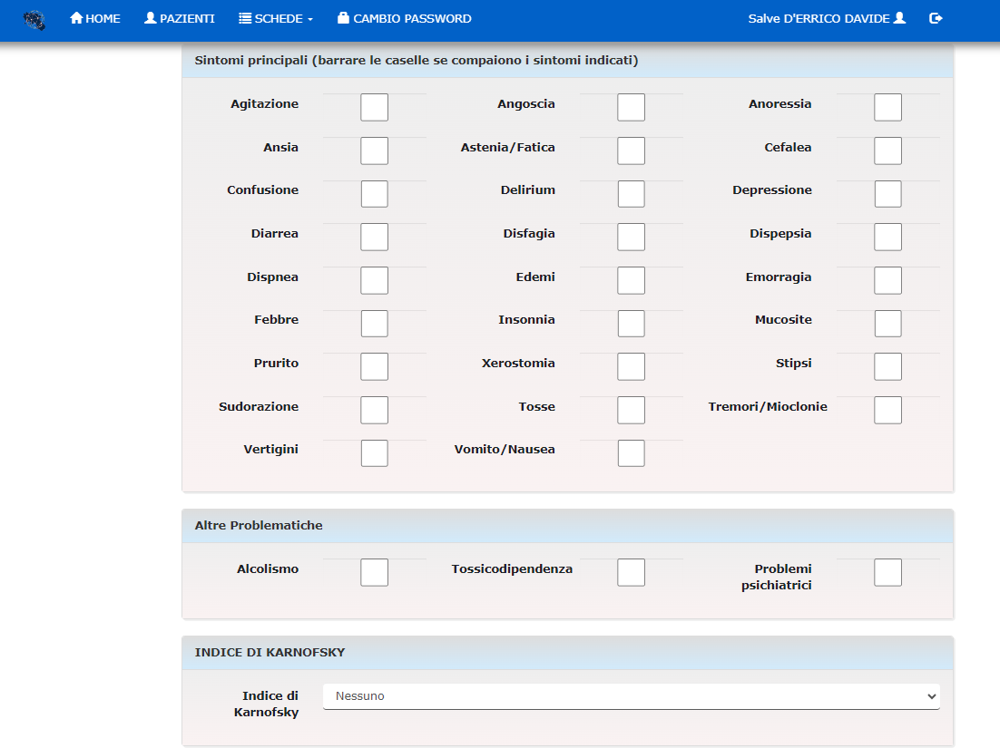 HOME PAZIENTI SCHEDE CAMBIO PASSWORD Salve D'ERRICO DAVIDE
Sintomi principali (barrare le caselle se compaiono i sintomi indicati)
Agitazione Angoscia Anoressia
Ansia Astenia/Fatica Cefalea
Confusione Delirium Depressione
Diarrea Disfagia Dispepsia
Dispnea Edemi Emorragia
Febbre Insonnia Mucosite
Prurito Xerostomia Stipsi
Sudorazione Tosse Tremori/Mioclonie
Vertigini Vomito/Nausea
Altre Problematiche
Alcolismo Tossicodipendenza Problemi
psichiatrici
INDICE DI KARNOFSKY
Indice di Nessuno
Karnofsky